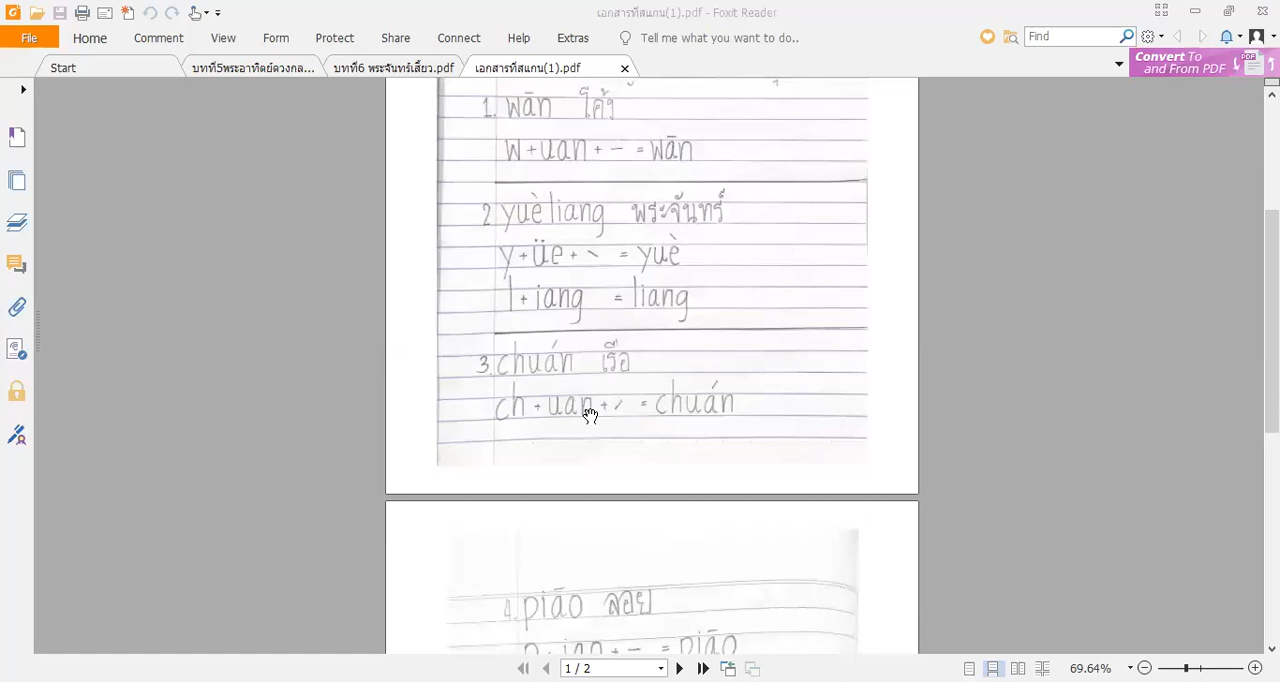 เอกสารที่สแกน(1).pdf - Foxit Reader
File Home Comment View Form Protect Share Connect Help Extras Tell me what you want to do.. Find
Start บทที่5พระอาทิตย์ดวงกล... บทที่6 พระจันทร์เสี้ยว.pdf เอกสารที่สแกน(1).pdf
Convert To
and From PDF
PDF
1. wān โค้ง
w + uan + − = wān
2 yuè liang พระจันทร์
y + üe + ˋ = yuè
l + iang = liang
3. chuán เรือ
ch + uan + ˊ = chuán
4. piāo ลอย
p + iao + − = piāo
1 / 2
69.64%